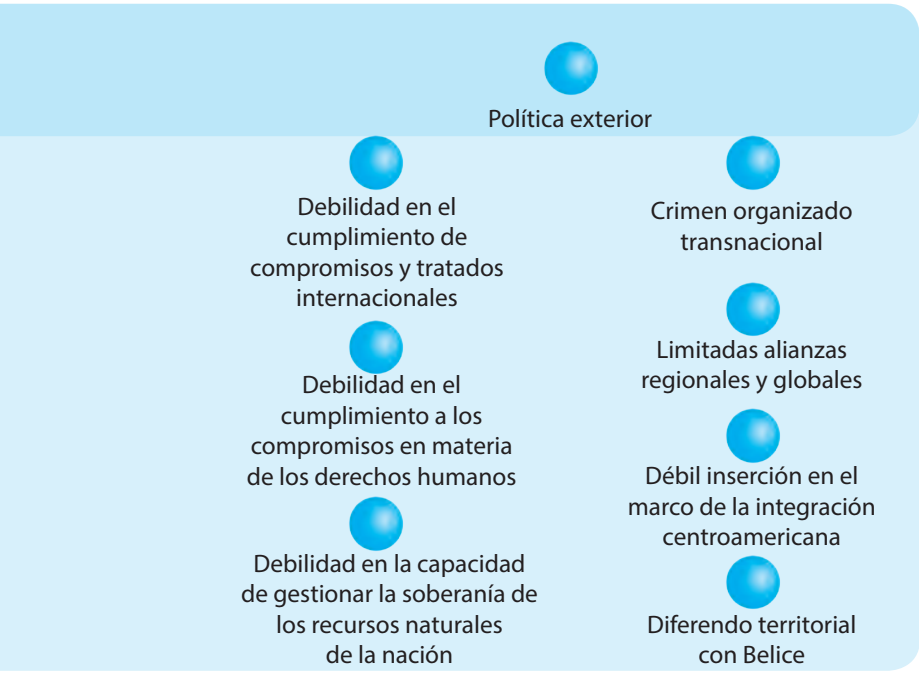 Política exterior
Debilidad en el
cumplimiento de
compromisos y tratados
internacionales
Debilidad en el
cumplimiento a los
compromisos en materia
de los derechos humanos
Debilidad en la capacidad
de gestionar la soberanía de
los recursos naturales
de la nación
Crimen organizado
transnacional
Limitadas alianzas
regionales y globales
Débil inserción en el
marco de la integración
centroamericana
Diferendo territorial
con Belice